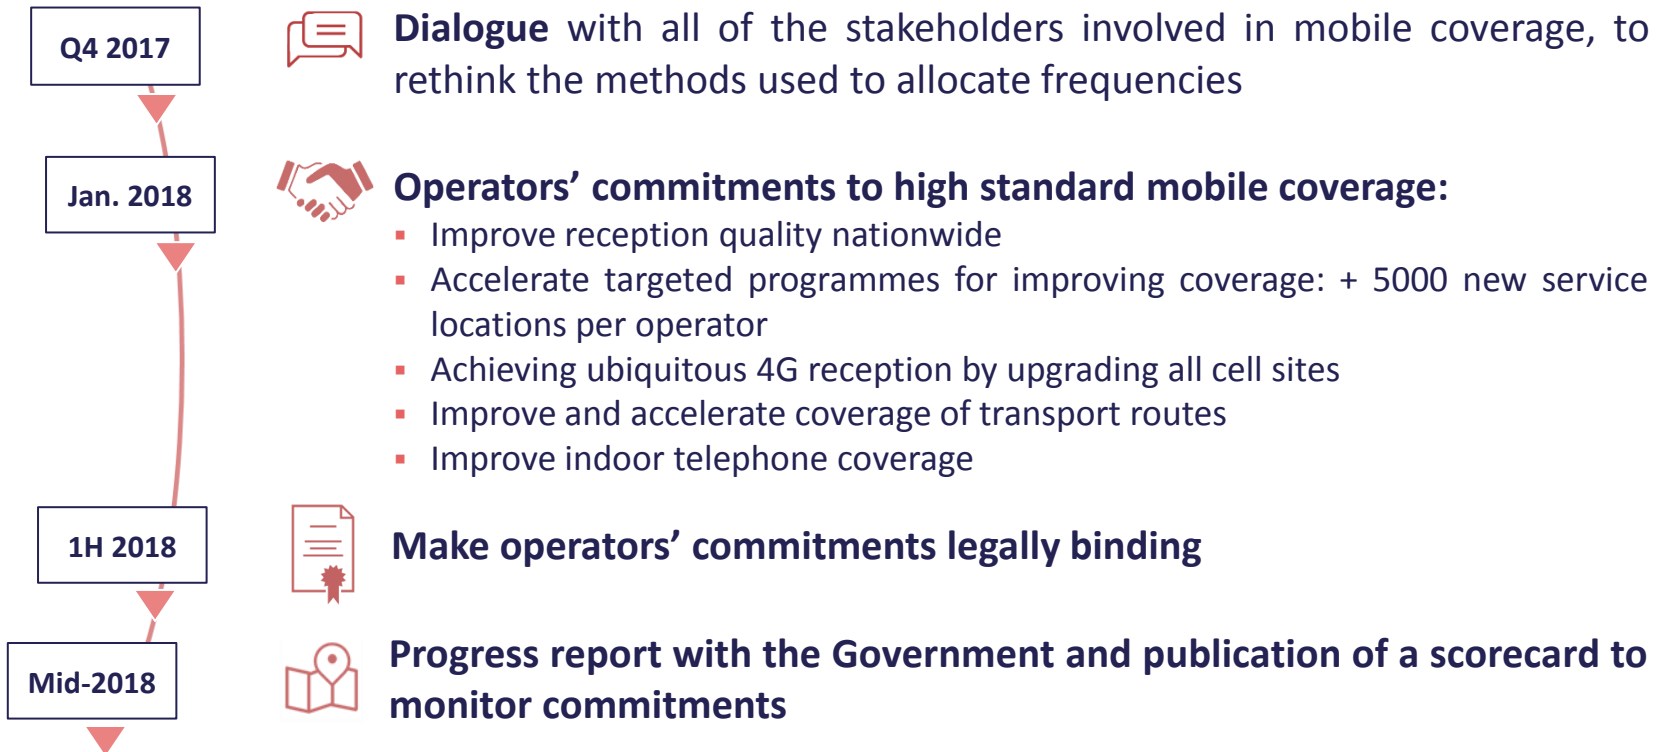 Q4 2017
Dialogue with all of the stakeholders involved in mobile coverage, to
rethink the methods used to allocate frequencies
Jan. 2018
Operators’ commitments to high standard mobile coverage:
▪ Improve reception quality nationwide
▪ Accelerate targeted programmes for improving coverage: + 5000 new service
locations per operator
▪ Achieving ubiquitous 4G reception by upgrading all cell sites
▪ Improve and accelerate coverage of transport routes
▪ Improve indoor telephone coverage
1H 2018
Make operators’ commitments legally binding
Mid-2018
Progress report with the Government and publication of a scorecard to
monitor commitments